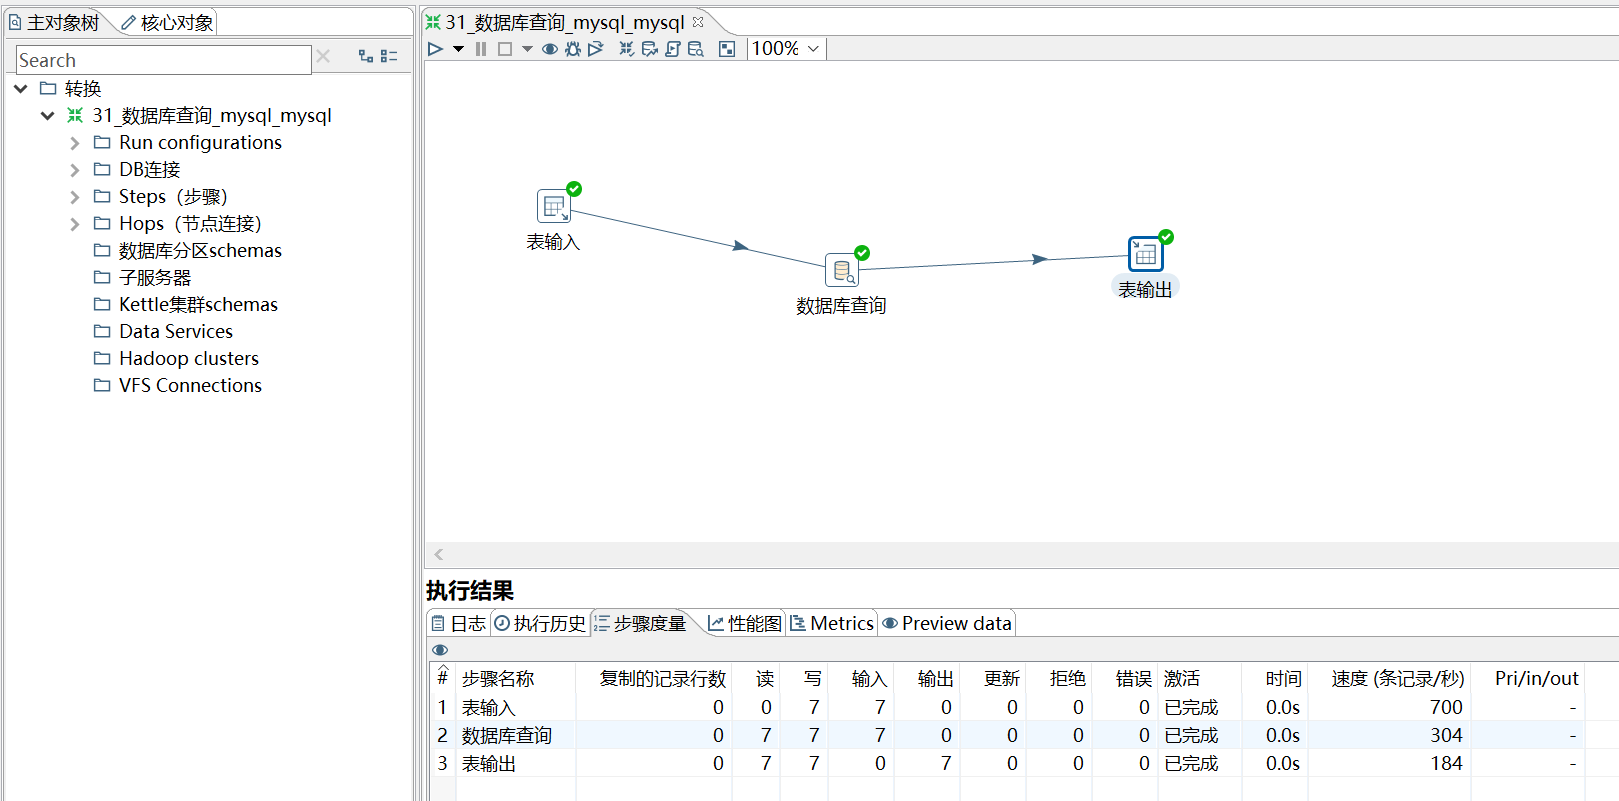 主对象树 核心对象
Search
转换
31_数据库查询_mysql_mysql
Run configurations
DB连接
Steps（步骤）
Hops（节点连接）
数据库分区schemas
子服务器
Kettle集群schemas
Data Services
Hadoop clusters
VFS Connections
31_数据库查询_mysql_mysql
100%
表输入
数据库查询
表输出
执行结果
日志 执行历史 步骤度量 性能图 Metrics Preview data
# 步骤名称 复制的记录行数 读 写 输入 输出 更新 拒绝 错误 激活 时间 速度 (条记录/秒) Pri/in/out
1 表输入 0 0 7 7 0 0 0 0 已完成 0.0s 700 -
2 数据库查询 0 7 7 7 0 0 0 0 已完成 0.0s 304 -
3 表输出 0 7 7 0 7 0 0 0 已完成 0.0s 184 -